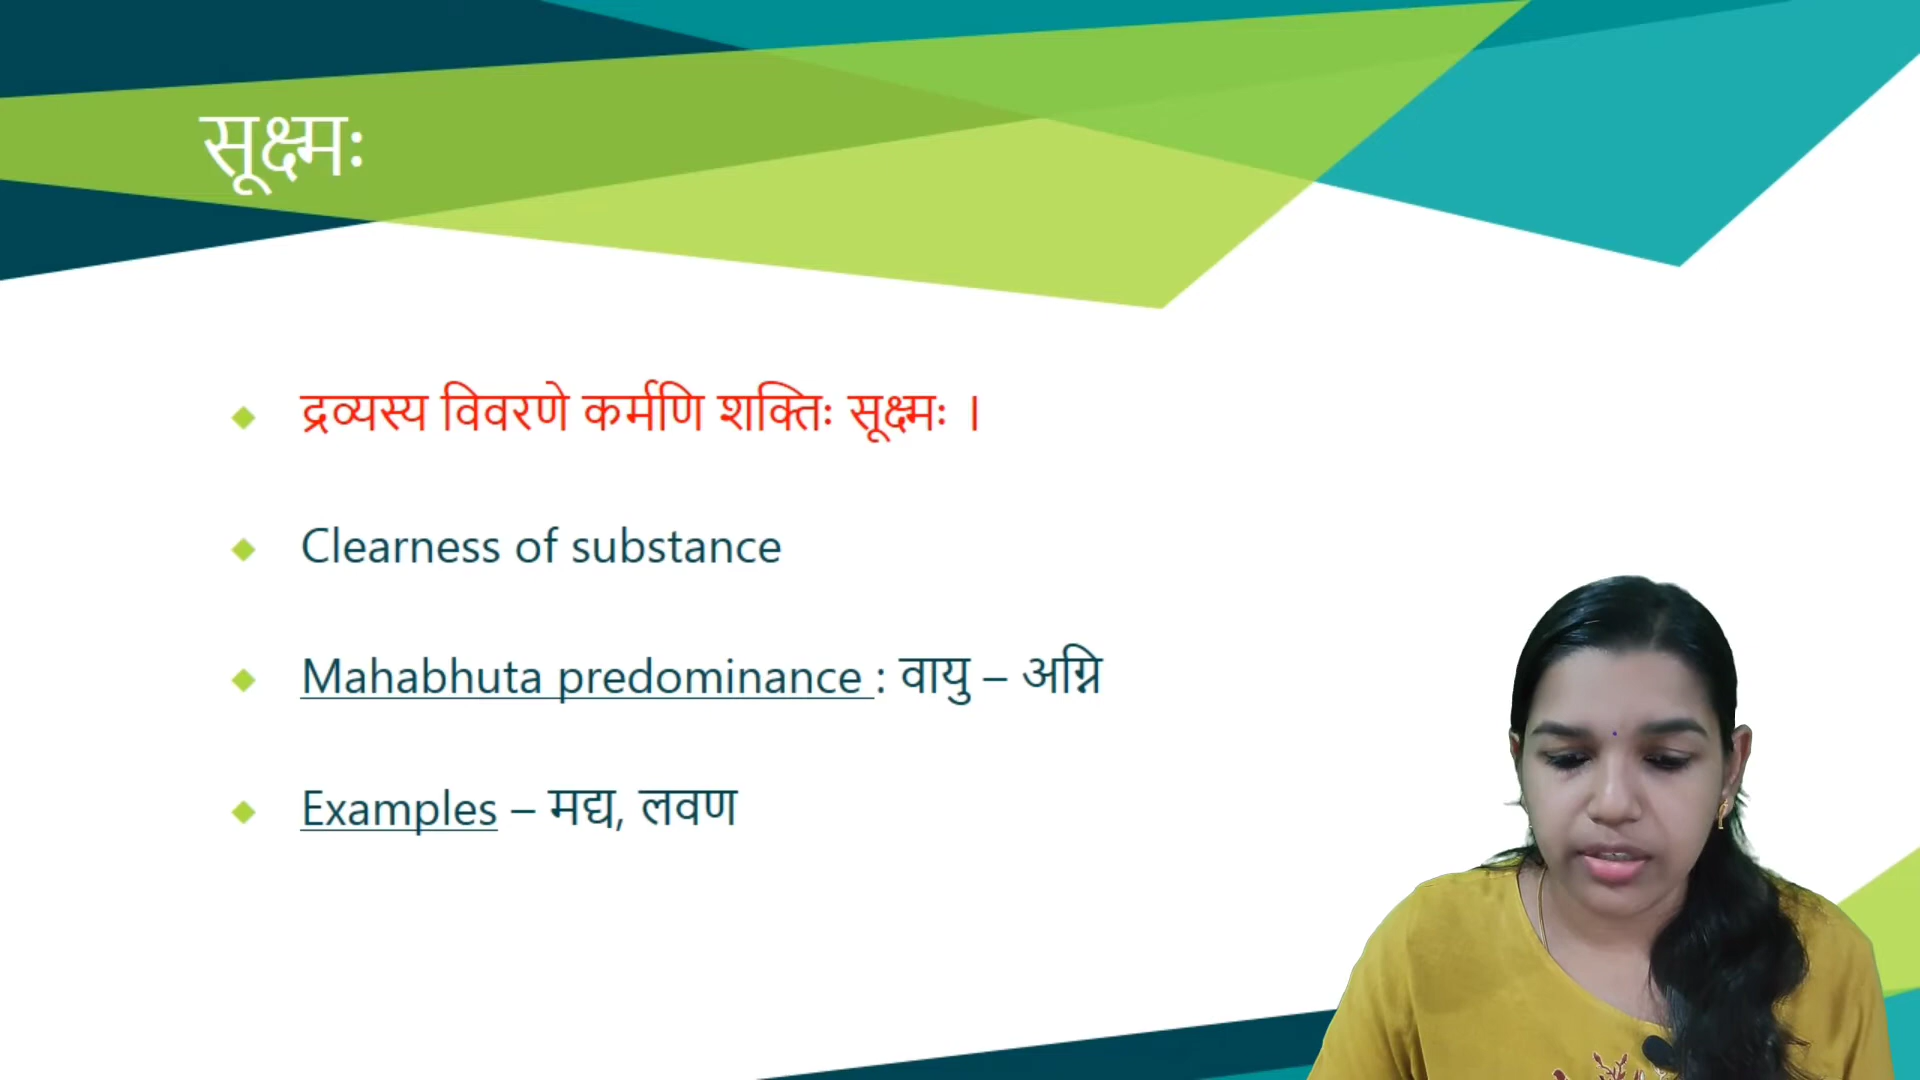 सूक्ष्मः
द्रव्यस्य विवरणे कर्मणि शक्तिः सूक्ष्मः ।
Clearness of substance
Mahabhuta predominance : वायु – अग्नि
Examples – मद्य, लवण